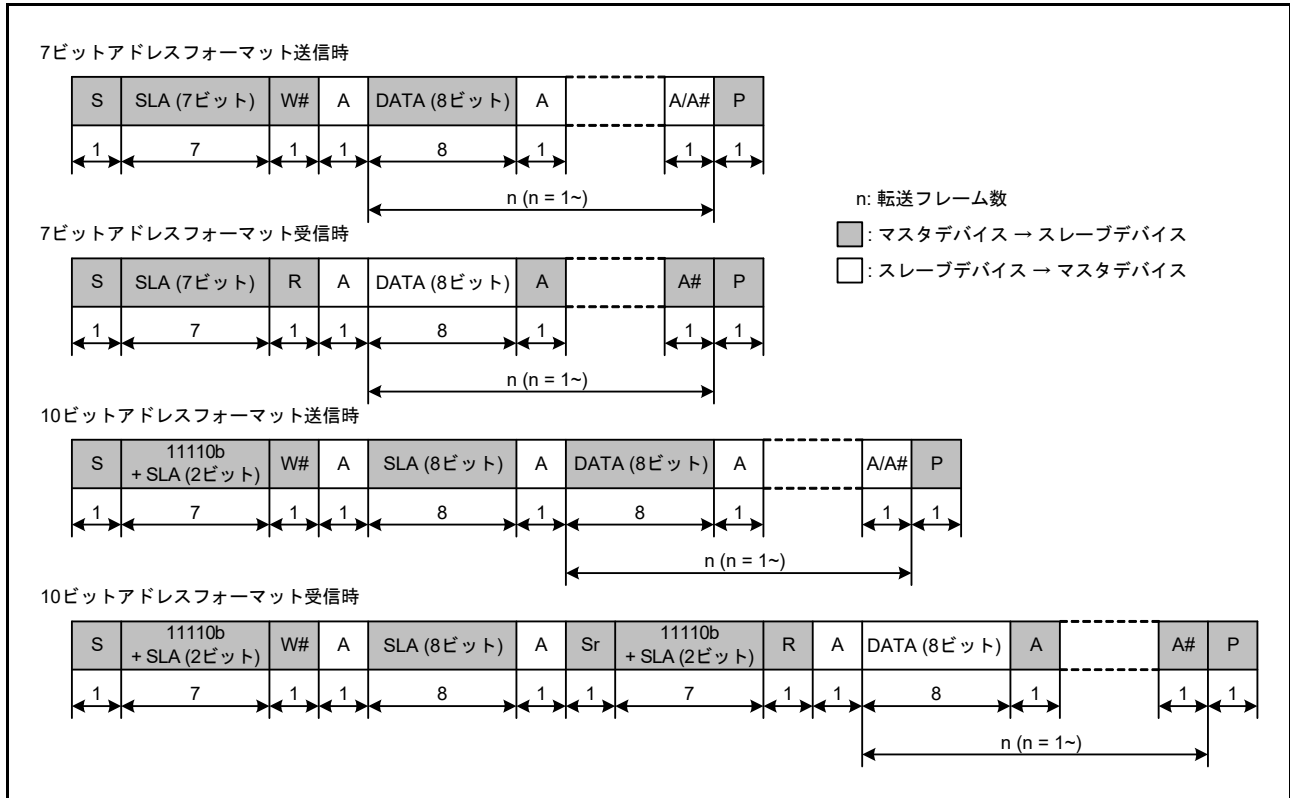 7ビットアドレスフォーマット送信時
S SLA (7ビット) W# A DATA (8ビット) A A/A# P
1 7 1 1 8 1 1 1
n (n = 1~)
n: 転送フレーム数
: マスタデバイス → スレーブデバイス
: スレーブデバイス → マスタデバイス
7ビットアドレスフォーマット受信時
S SLA (7ビット) R A DATA (8ビット) A A# P
1 7 1 1 8 1 1 1
n (n = 1~)
10ビットアドレスフォーマット送信時
S 11110b + SLA (2ビット) W# A SLA (8ビット) A DATA (8ビット) A A/A# P
1 7 1 1 8 1 8 1 1 1
n (n = 1~)
10ビットアドレスフォーマット受信時
S 11110b + SLA (2ビット) W# A SLA (8ビット) A Sr 11110b + SLA (2ビット) R A DATA (8ビット) A A# P
1 7 1 1 8 1 1 7 1 1 8 1 1 1
n (n = 1~)